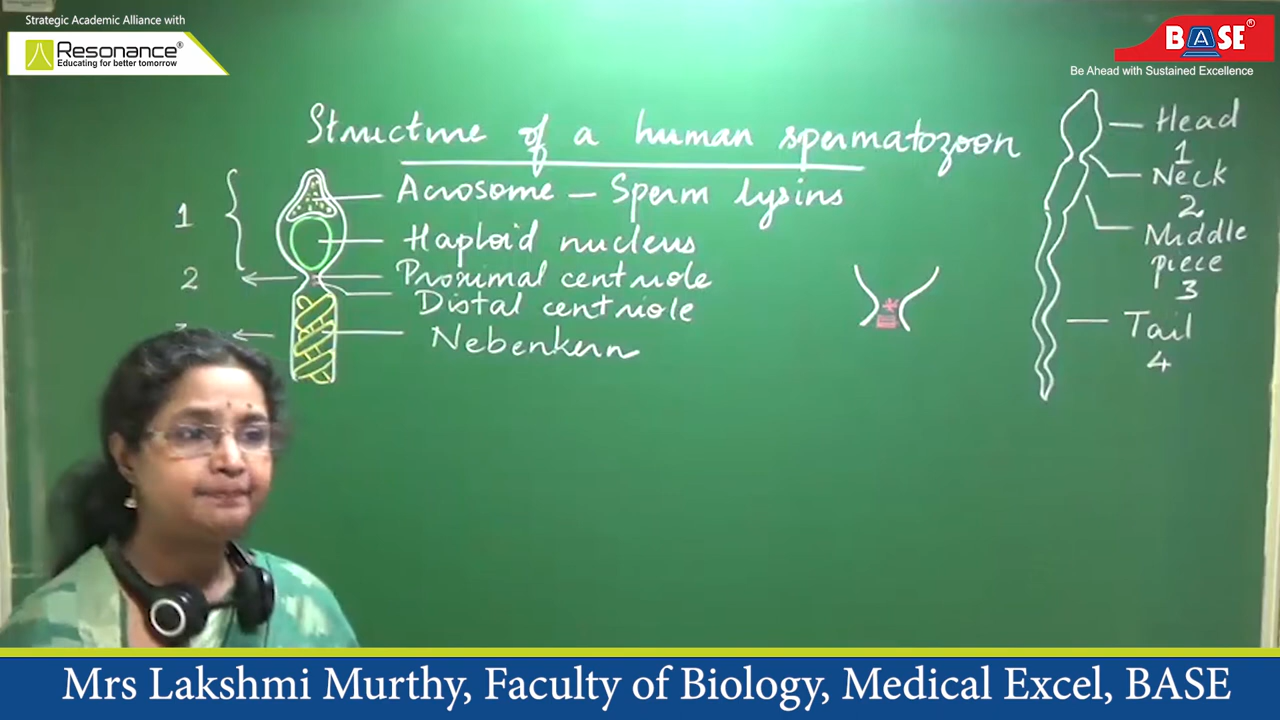 Strategic Academic Alliance with
Resonance®
Educating for better tomorrow
BASE®
Be Ahead with Sustained Excellence
Structure of a human spermatozoon
1
Acrosome – Sperm lysins
Haploid nucleus
2
Proximal centriole
Distal centriole
Nebenkern
Head
1
Neck
2
Middle
piece
3
Tail
4
Mrs Lakshmi Murthy, Faculty of Biology, Medical Excel, BASE